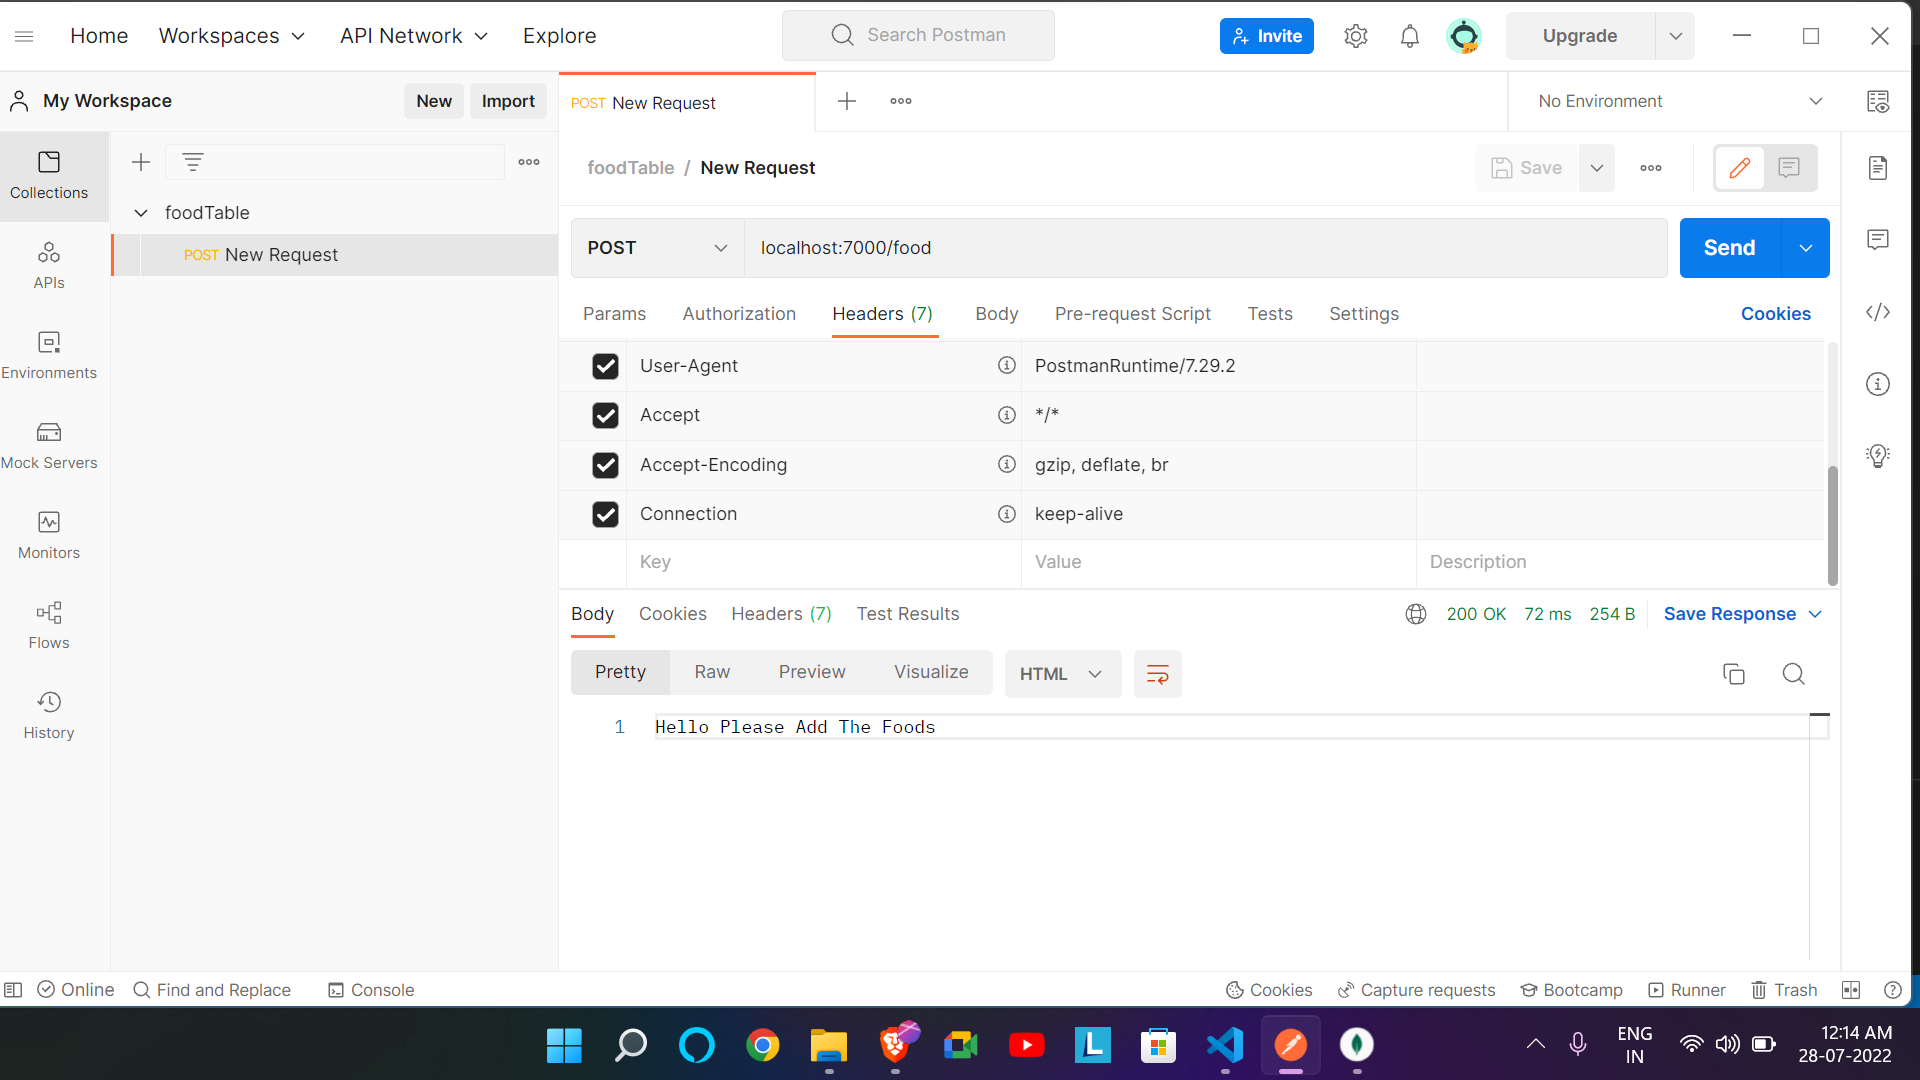 Home Workspaces API Network Explore Search Postman Invite Upgrade
My Workspace New Import POST New Request No Environment
Collections
APIs
Environments
Mock Servers
Monitors
Flows
History
foodTable
POST New Request
foodTable / New Request Save
POST localhost:7000/food Send
Params Authorization Headers (7) Body Pre-request Script Tests Settings Cookies
User-Agent PostmanRuntime/7.29.2
Accept */*
Accept-Encoding gzip, deflate, br
Connection keep-alive
Key Value Description
Body Cookies Headers (7) Test Results 200 OK 72 ms 254 B Save Response
Pretty Raw Preview Visualize HTML
1 Hello Please Add The Foods
Online Find and Replace Console Cookies Capture requests Bootcamp Runner Trash
L
ENG
IN
12:14 AM
28-07-2022